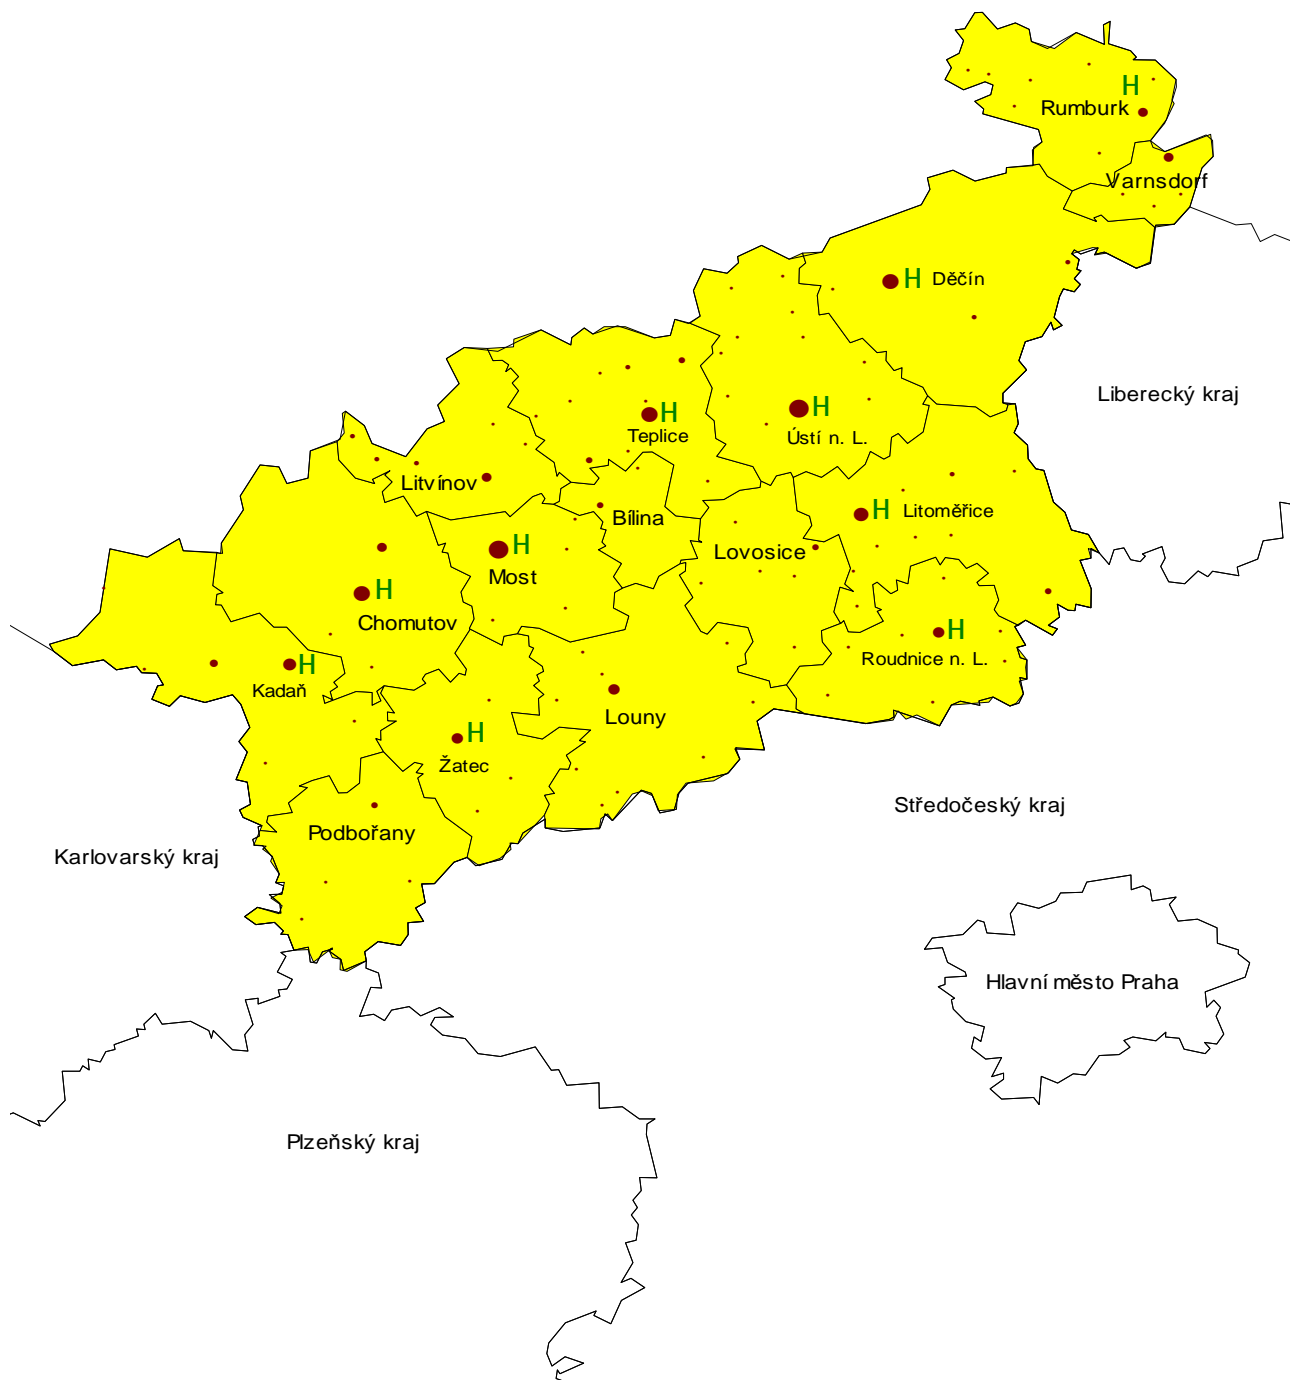 H
Rumburk
Varnsdorf
H Děčín
Liberecký kraj
H
Teplice
H
Ústí n. L.
Litvínov
Bílina
H Litoměřice
Lovosice
H
Most
H
Chomutov
H
Roudnice n. L.
H
Kadaň
Louny
H
Žatec
Středočeský kraj
Podbořany
Karlovarský kraj
Hlavní město Praha
Plzeňský kraj